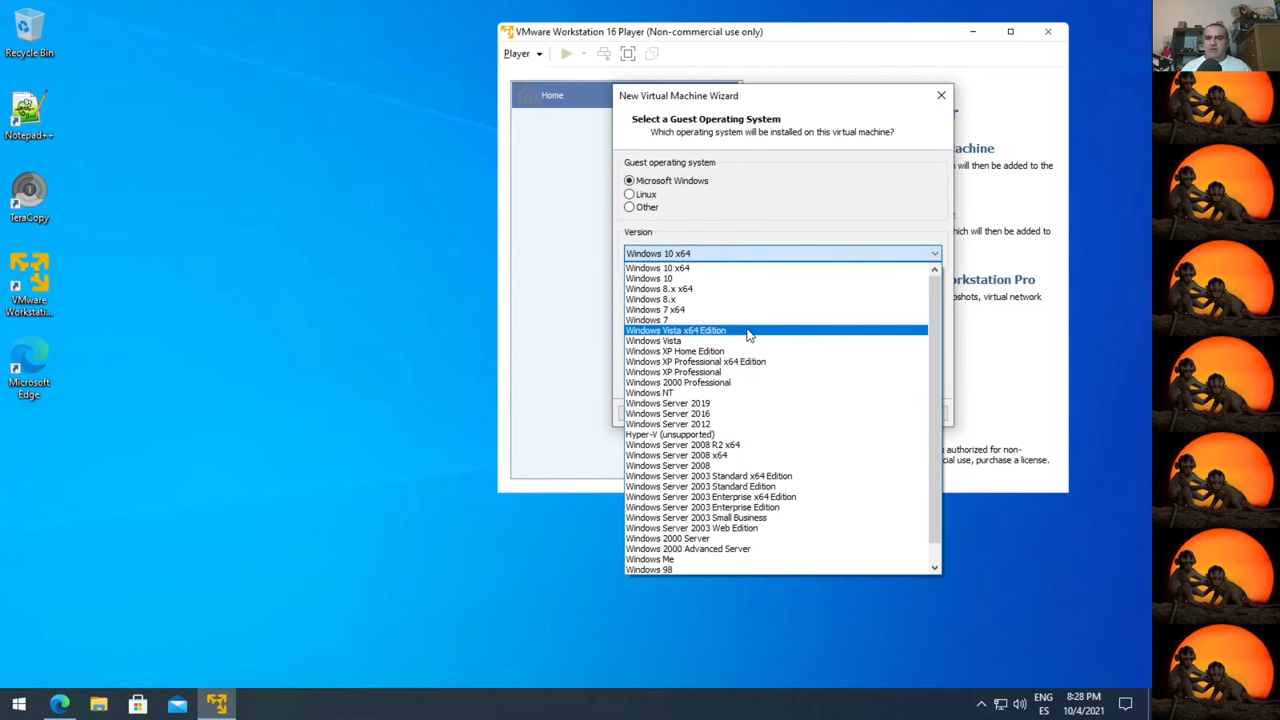 Recycle Bin
Notepad++
TeraCopy
VMware
Workstati...
Microsoft
Edge
VMware Workstation 16 Player (Non-commercial use only)
Player
Home
achine
will then be added to the
hich will then be added to
orkstation Pro
pshots, virtual network
s authorized for non-
cial use, purchase a license.
New Virtual Machine Wizard
Select a Guest Operating System
Which operating system will be installed on this virtual machine?
Guest operating system
Microsoft Windows
Linux
Other
Version
Windows 10 x64
Windows 10 x64
Windows 10
Windows 8.x x64
Windows 8.x
Windows 7 x64
Windows 7
Windows Vista x64 Edition
Windows Vista
Windows XP Home Edition
Windows XP Professional x64 Edition
Windows XP Professional
Windows 2000 Professional
Windows NT
Windows Server 2019
Windows Server 2016
Windows Server 2012
Hyper-V (unsupported)
Windows Server 2008 R2 x64
Windows Server 2008 x64
Windows Server 2008
Windows Server 2003 Standard x64 Edition
Windows Server 2003 Standard Edition
Windows Server 2003 Enterprise x64 Edition
Windows Server 2003 Enterprise Edition
Windows Server 2003 Small Business
Windows Server 2003 Web Edition
Windows 2000 Server
Windows 2000 Advanced Server
Windows Me
Windows 98
ENG
ES
8:28 PM
10/4/2021